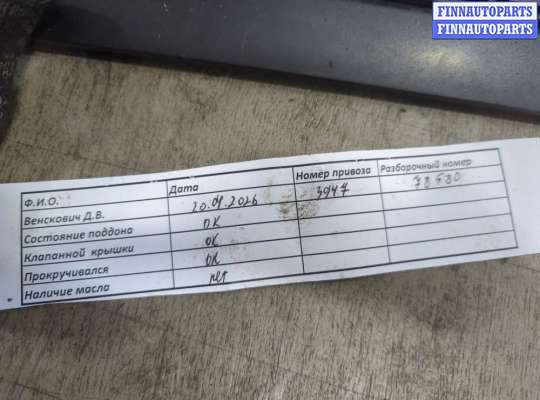 FINNAUTOPARTS
FINNAUTOPARTS
Ф.И.О. Дата Номер привоза Разборочный номер
Венскович Д.В. 20.01.2026 3947
Состояние поддона ОК
Клапанной крышки ОК
Прокручивался ОК
Наличие масла нет